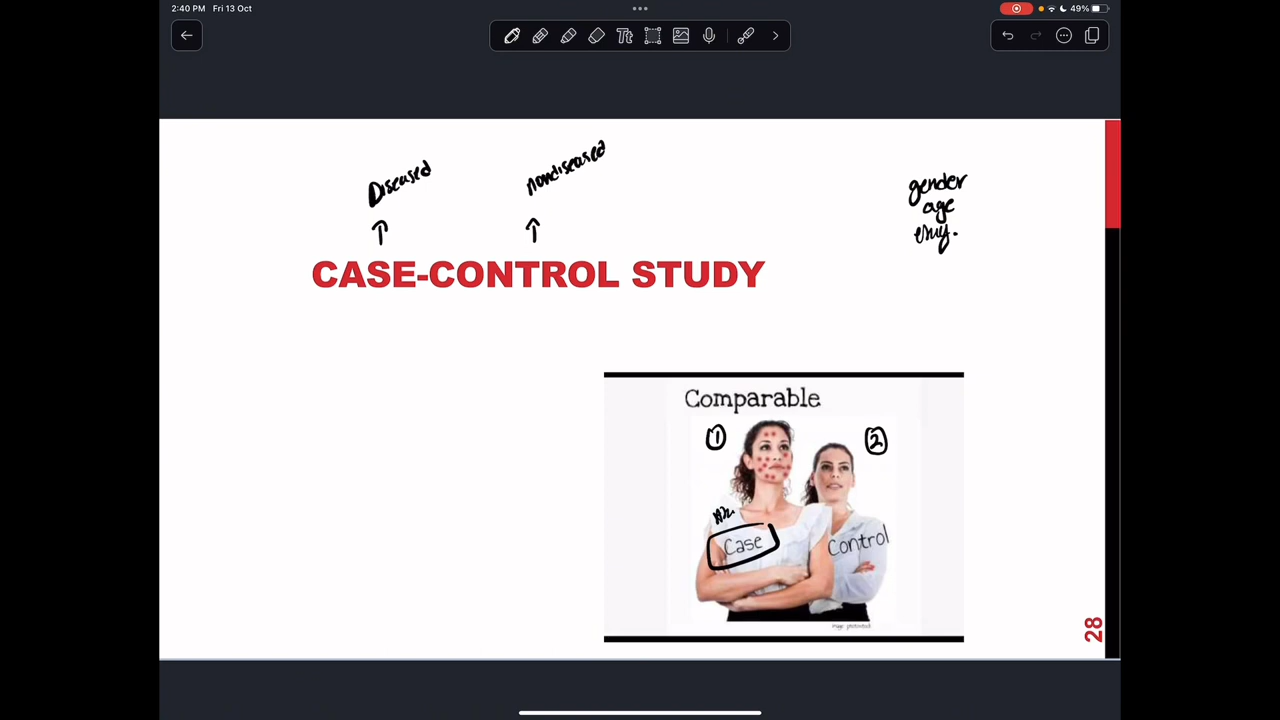 2:40 PM Fri 13 Oct
49%
Tt
Diseased
nondiseased
gender
age
CASE-CONTROL STUDY
Comparable
1
2
Case
Control
28